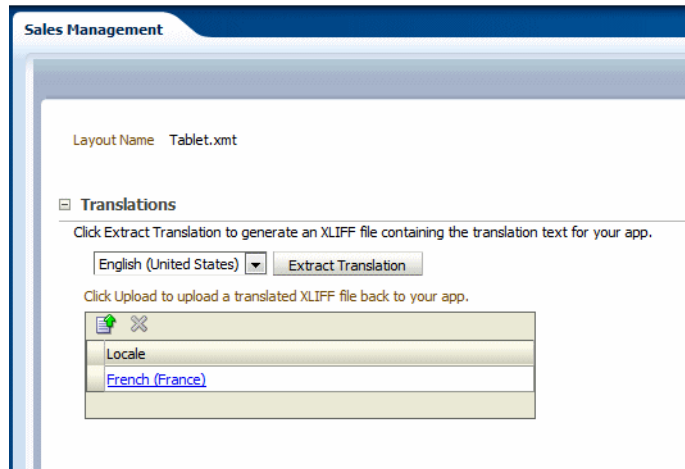 Sales Management
Layout Name Tablet.xmt
Translations
Click Extract Translation to generate an XLIFF file containing the translation text for your app.
English (United States) Extract Translation
Click Upload to upload a translated XLIFF file back to your app.
Locale
French (France)